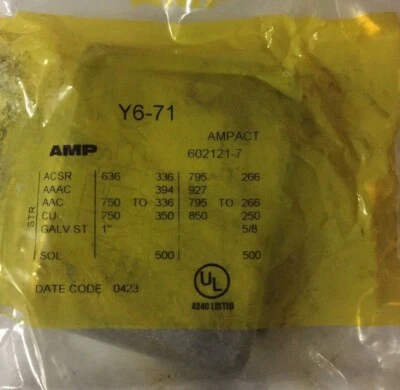 Y6-71
AMPACT
AMP 602121-7
ACSR 636 336 795 266
AAAC 394 927
STR AAC 750 TO 336 795 TO 266
CU 750 350 850 250
GALV ST 1" 5/8
SOL 500 500
DATE CODE 0423
UL
424C LISTED